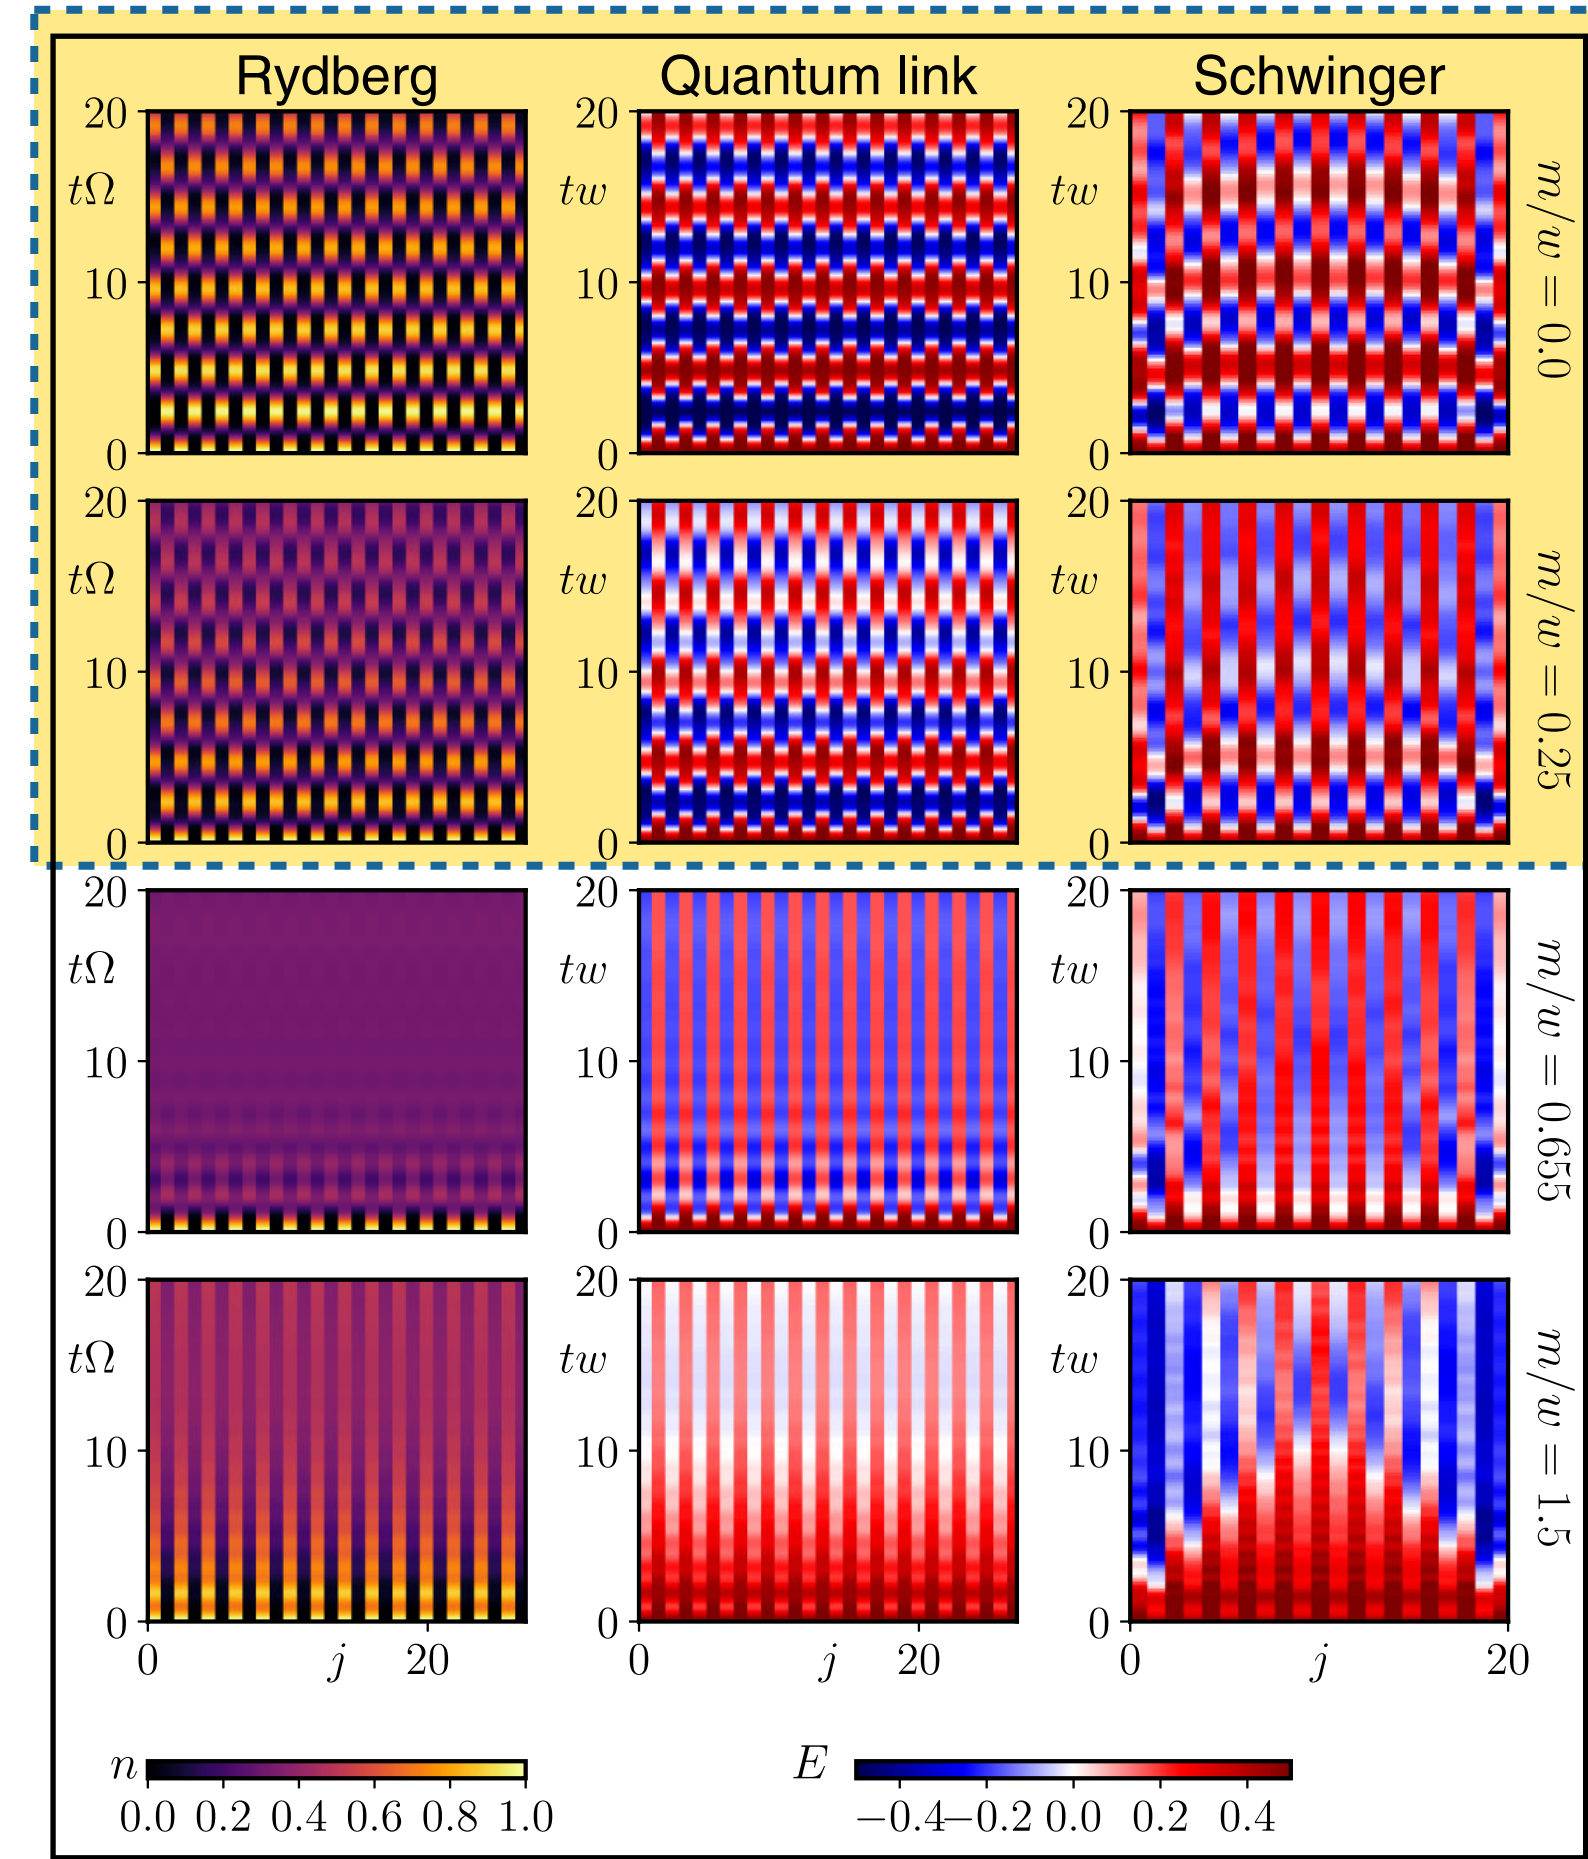 Rydberg Quantum link Schwinger
20 20 20
tΩ tw tw m/w = 0.0
10 10 10
0 0 0
20 20 20
tΩ tw tw m/w = 0.25
10 10 10
0 0 0
20 20 20
tΩ tw tw m/w = 0.655
10 10 10
0 0 0
20 20 20
tΩ tw tw m/w = 1.5
10 10 10
0 0 0
0 j 20 0 j 20 0 j 20
n E
0.0 0.2 0.4 0.6 0.8 1.0 −0.4 −0.2 0.0 0.2 0.4